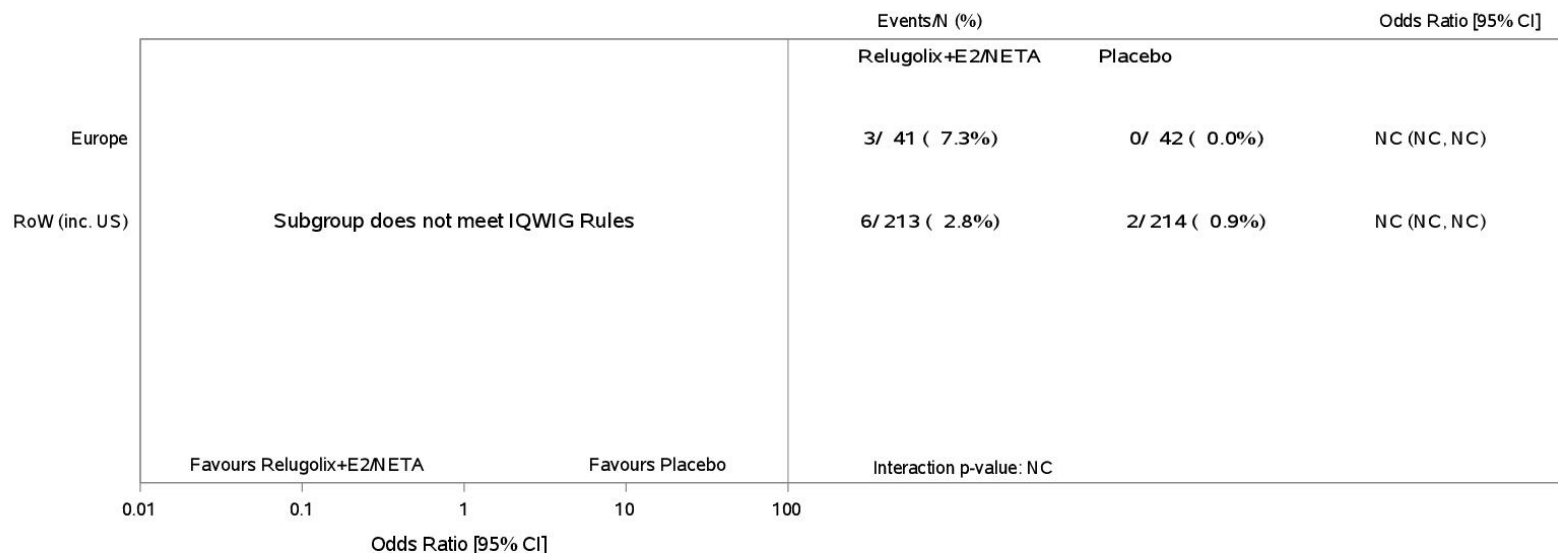 Events/N (%) Odds Ratio [95% CI]
Relugolix+E2/NETA Placebo
Europe 3/ 41 ( 7.3%) 0/ 42 ( 0.0%) NC (NC, NC)
RoW (inc. US) Subgroup does not meet IQWIG Rules 6/ 213 ( 2.8%) 2/ 214 ( 0.9%) NC (NC, NC)
Favours Relugolix+E2/NETA Favours Placebo Interaction p-value: NC
0.01 0.1 1 10 100
Odds Ratio [95% CI]